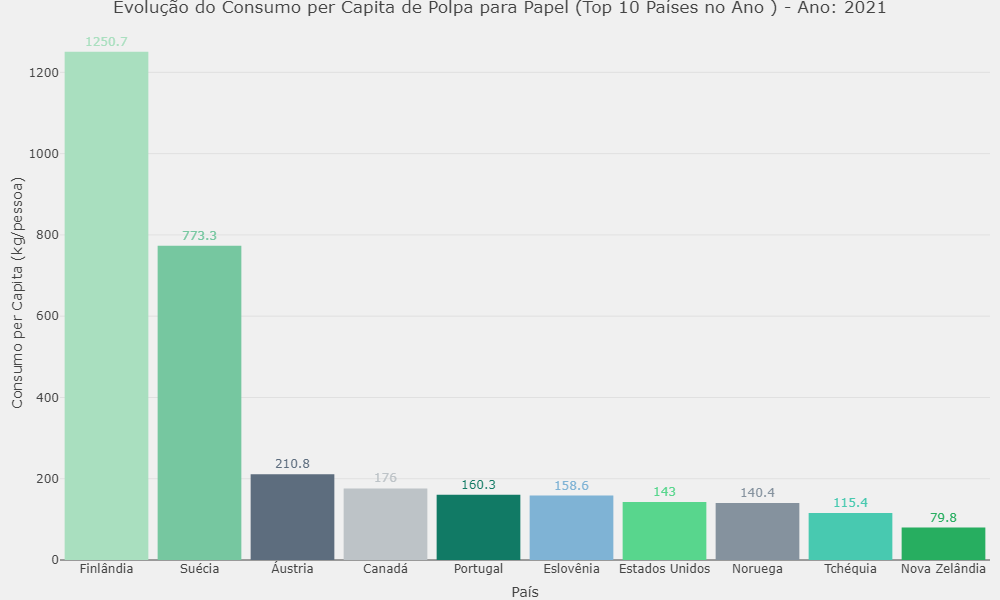 Evolução do Consumo per Capita de Polpa para Papel (Top 10 Países no Ano ) - Ano: 2021
Consumo per Capita (kg/pessoa)
1200
1000
800
600
400
200
0
1250.7
773.3
210.8
176
160.3
158.6
143
140.4
115.4
79.8
Finlândia
Suécia
Áustria
Canadá
Portugal
Eslovênia
Estados Unidos
Noruega
Tchéquia
Nova Zelândia
País